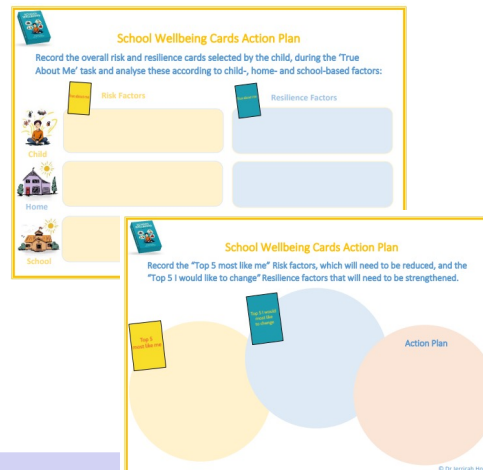 School Wellbeing Cards Action Plan
Record the overall risk and resilience cards selected by the child, during the 'True
About Me' task and analyse these according to child-, home- and school-based factors:
Risk Factors
Resilience Factors
Child
Home
School
School Wellbeing Cards Action Plan
Record the "Top 5 most like me" Risk factors, which will need to be reduced, and the
"Top 5 I would like to change" Resilience factors that will need to be strengthened.
Top 5
most like me
Top 5 I would
most like
to change
Action Plan